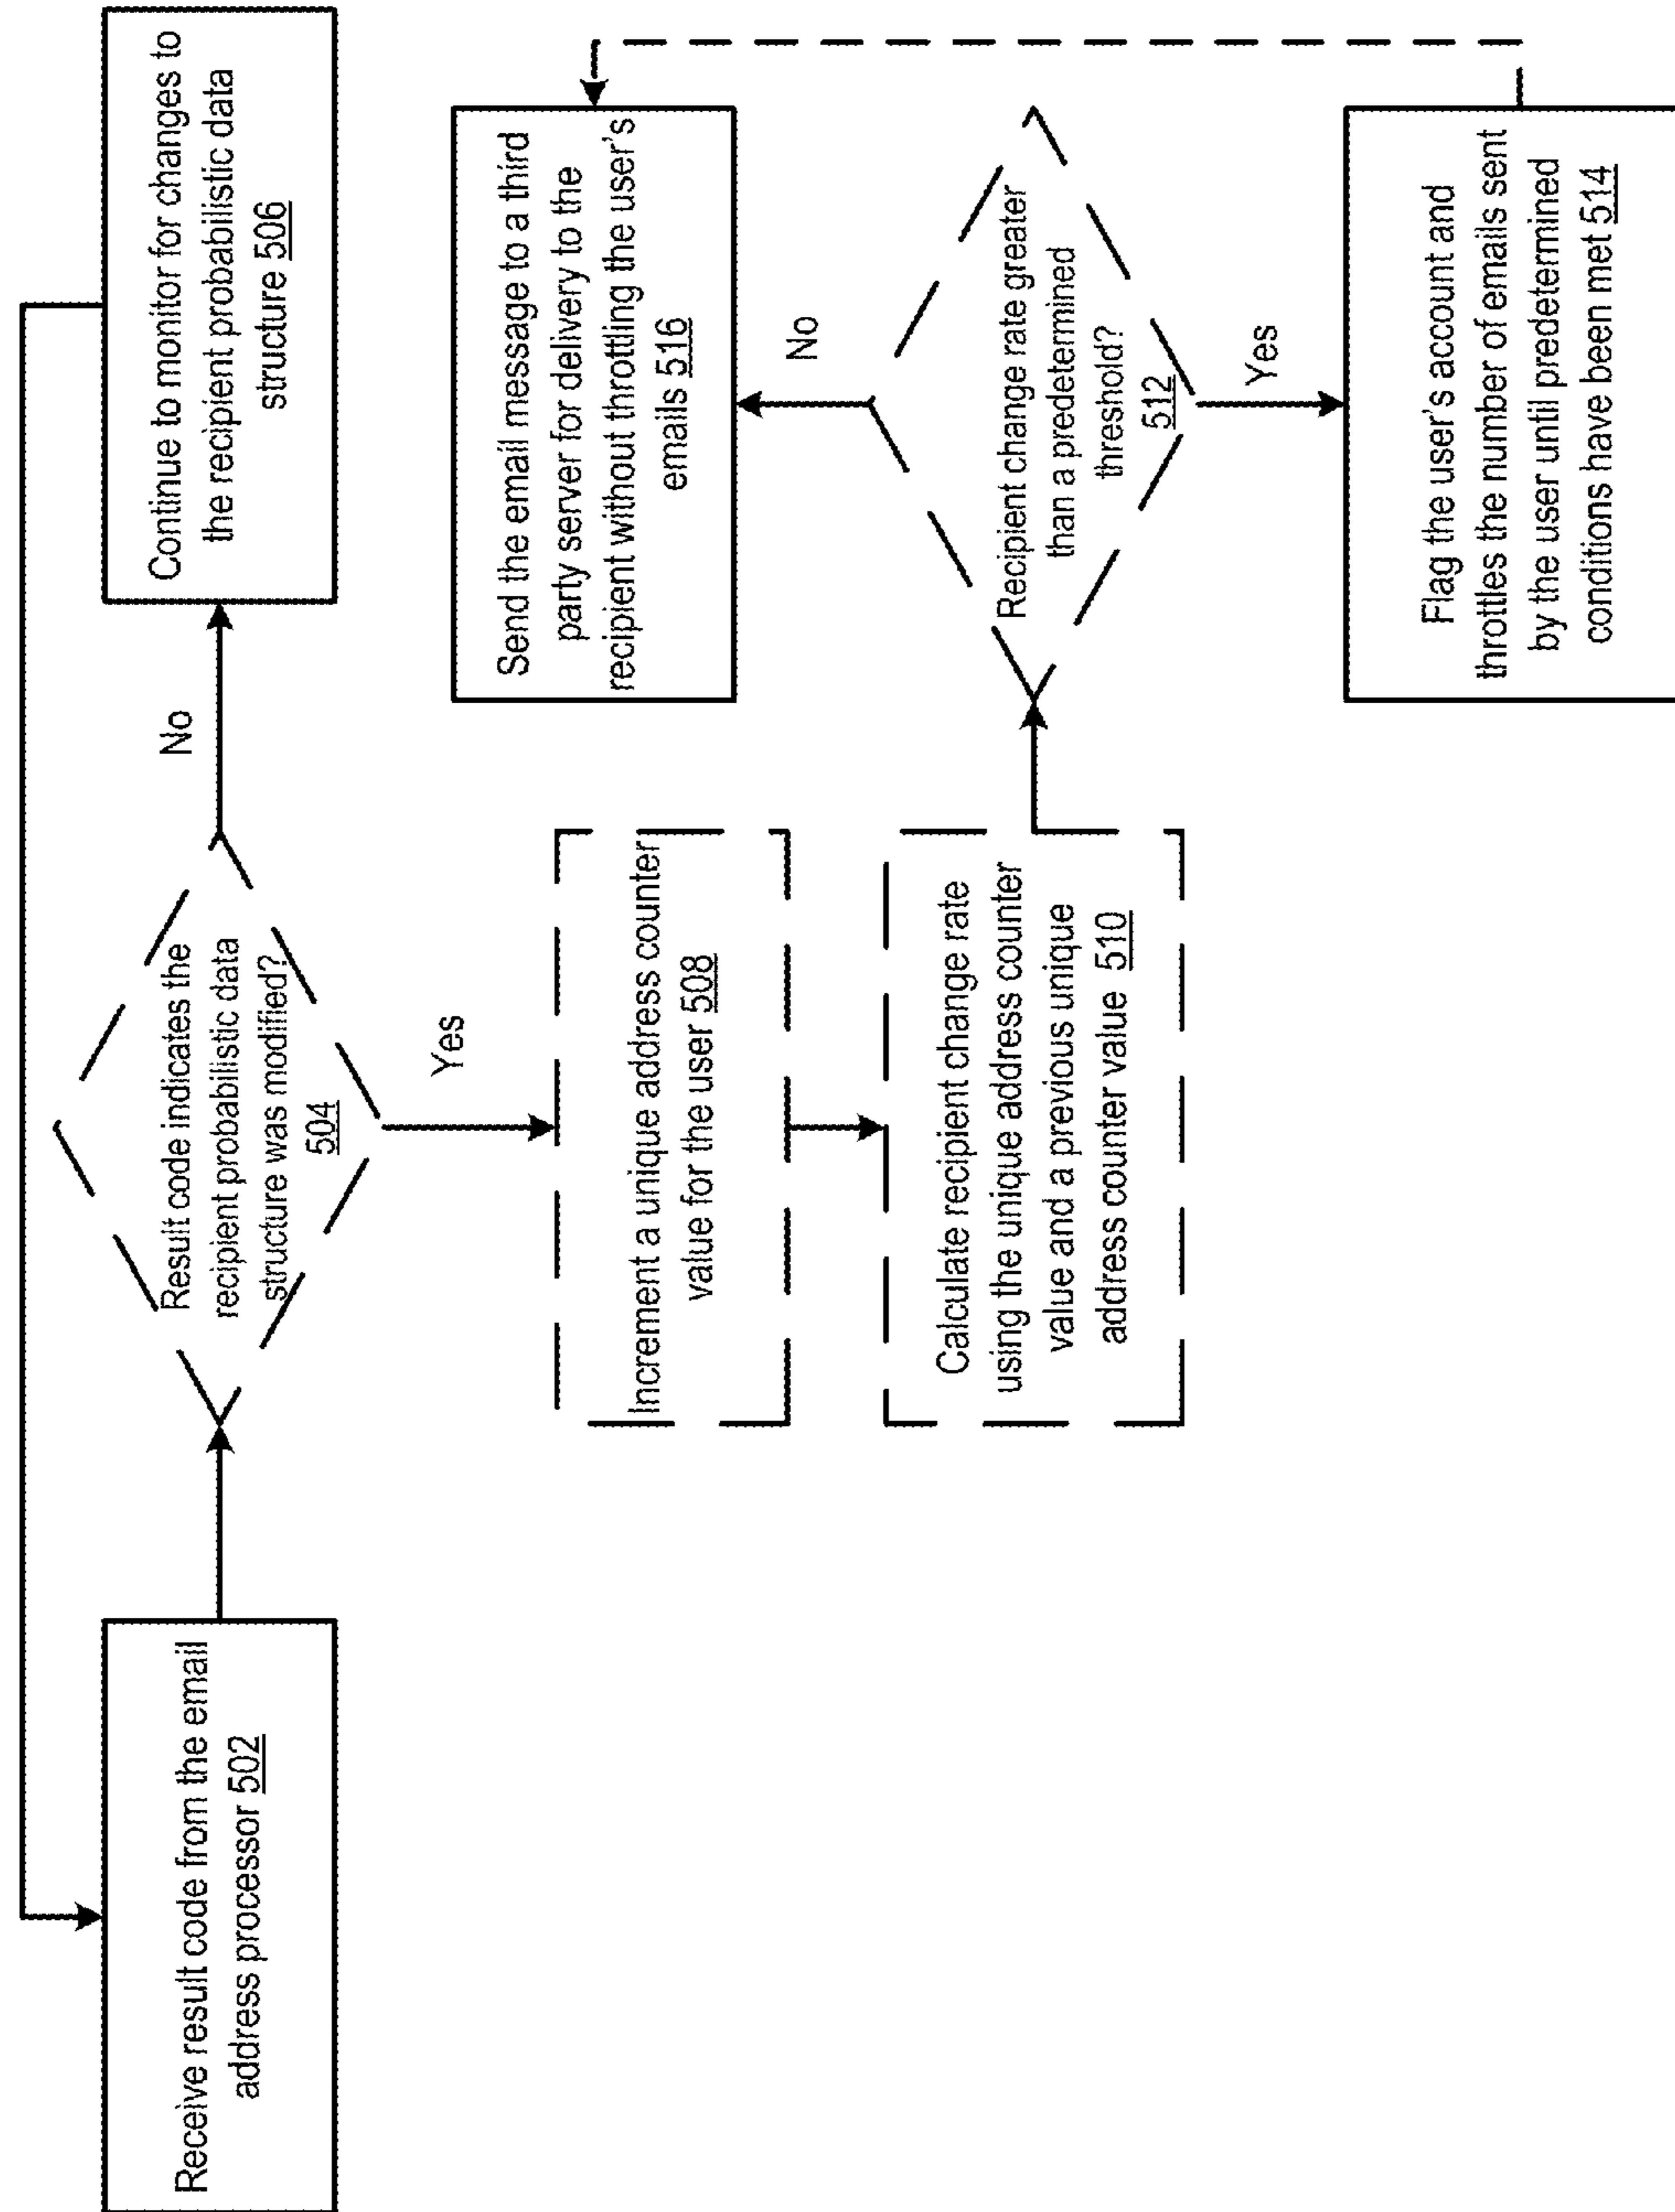 Receive result code from the email
address processor 502
Result code indicates the
recipient probabilistic data
structure was modified?
504
No
Continue to monitor for changes to
the recipient probabilistic data
structure 506
Yes
Increment a unique address counter
value for the user 508
Calculate recipient change rate
using the unique address counter
value and a previous unique
address counter value 510
Recipient change rate greater
than a predetermined
threshold?
512
No
Send the email message to a third
party server for delivery to the
recipient without throttling the user's
emails 516
Yes
Flag the user's account and
throttles the number of emails sent
by the user until predetermined
conditions have been met 514